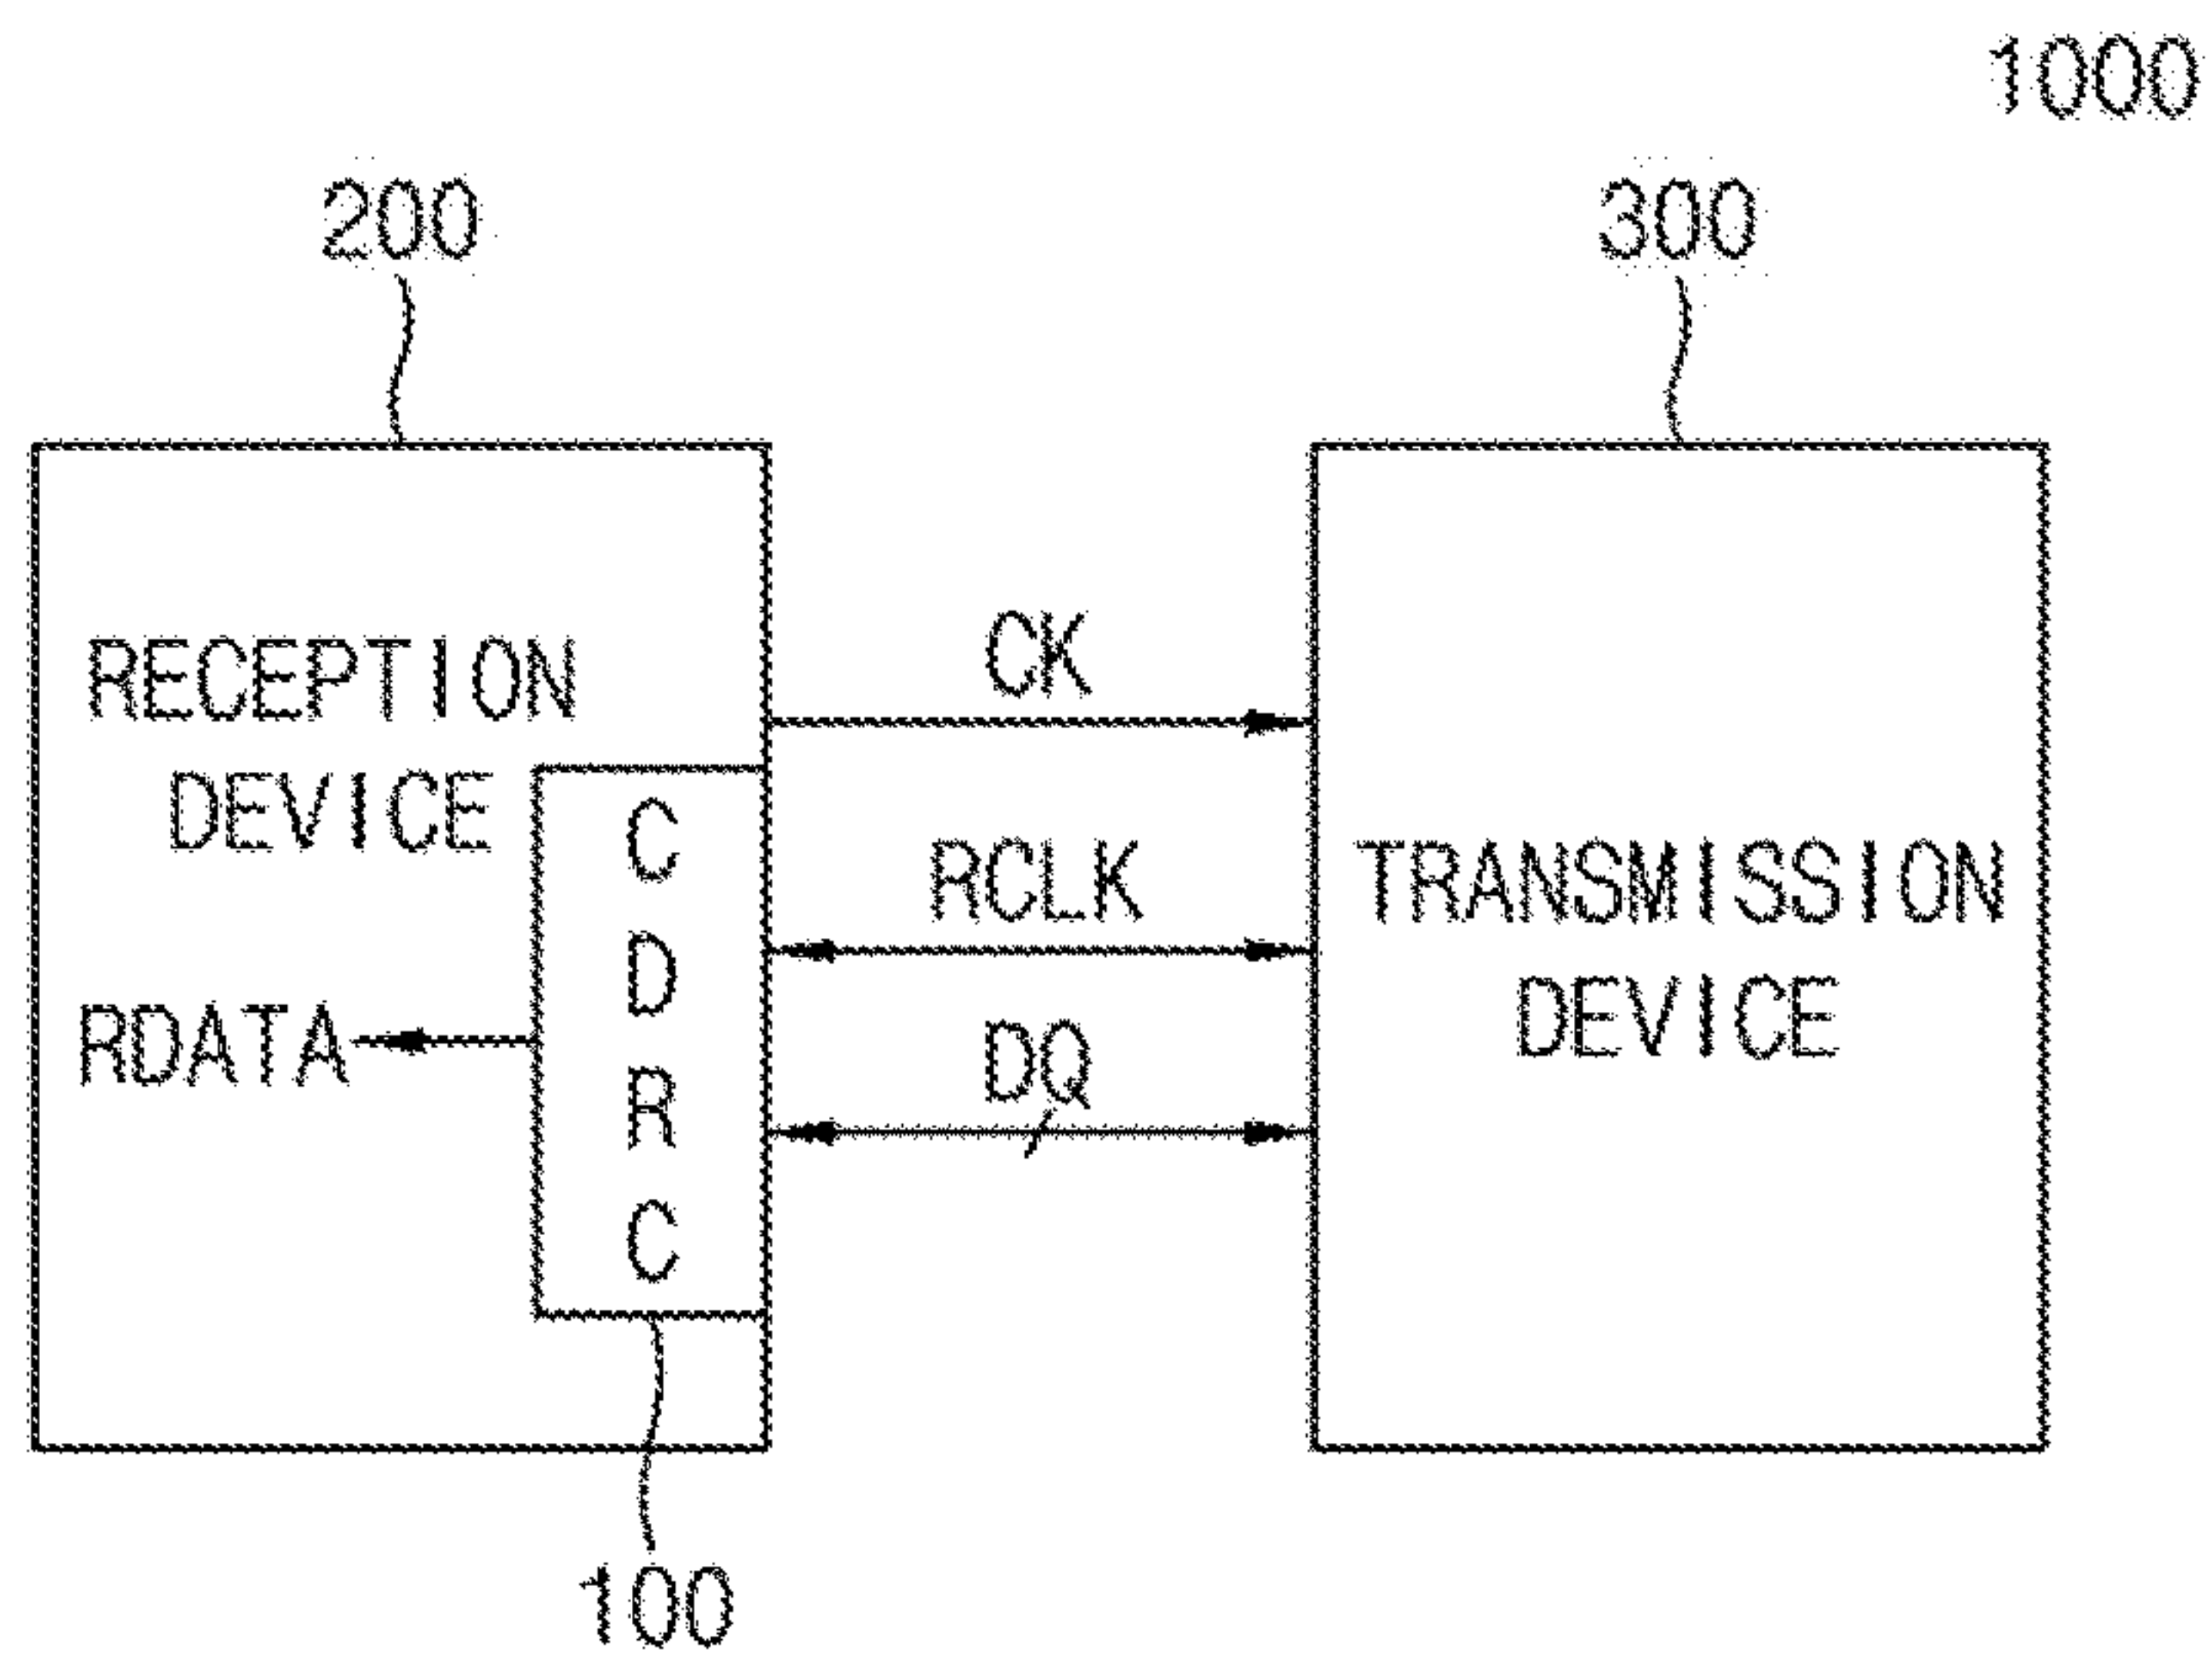 1000
200
300
RECEPTION
DEVICE
CK
C
D
R
C
RCLK
TRANSMISSION
DEVICE
RDATA
DQ
100